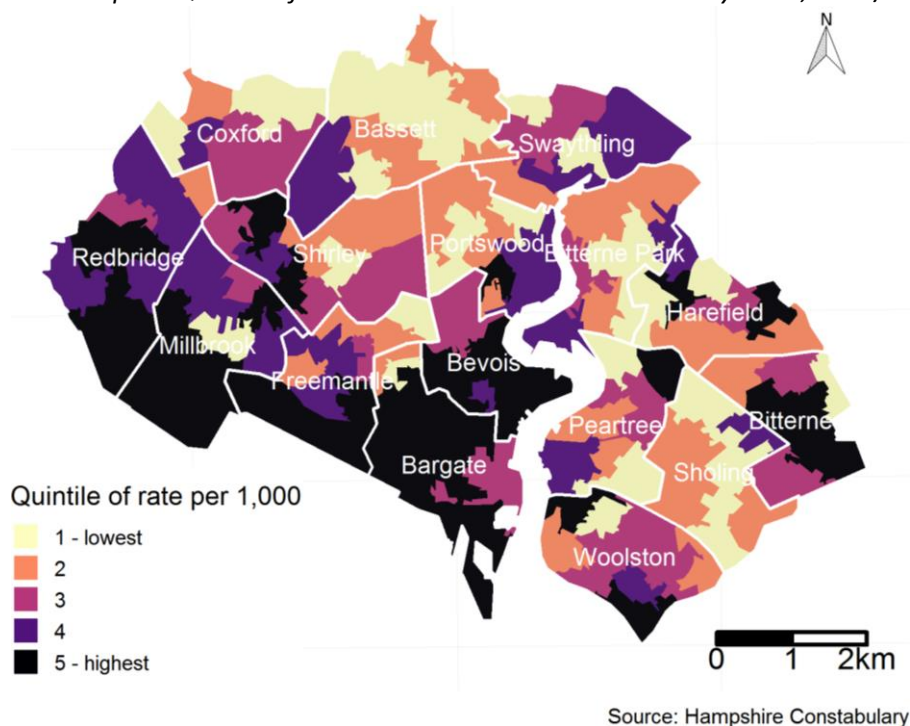 N
Coxford
Bassett
Swaythling
Redbridge
Shirley
Portswood
Bitterne Park
Harefield
Millbrook
Freemantle
Bevois
Bitterne
Peartree
Bargate
Sholing
Woolston
Quintile of rate per 1,000
1 - lowest
2
3
4
5 - highest
0 1 2km
Source: Hampshire Constabulary